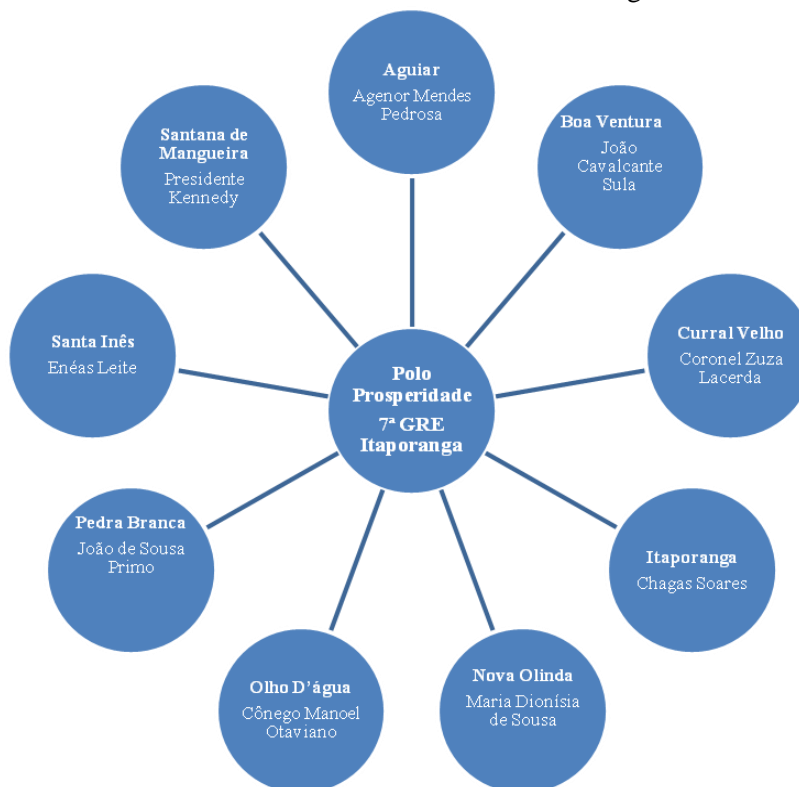 Aguiar
Agenor Mendes
Pedrosa
Boa Ventura
João
Cavalcante
Sula
Curral Velho
Coronel Zuza
Lacerda
Itaporanga
Chagas Soares
Nova Olinda
Maria Dionísia
de Sousa
Olho D’água
Cônego Manoel
Otaviano
Pedra Branca
João de Sousa
Primo
Santa Inês
Enéas Leite
Santana de
Mangueira
Presidente
Kennedy
Polo
Prosperidade
7ª GRE
Itaporanga